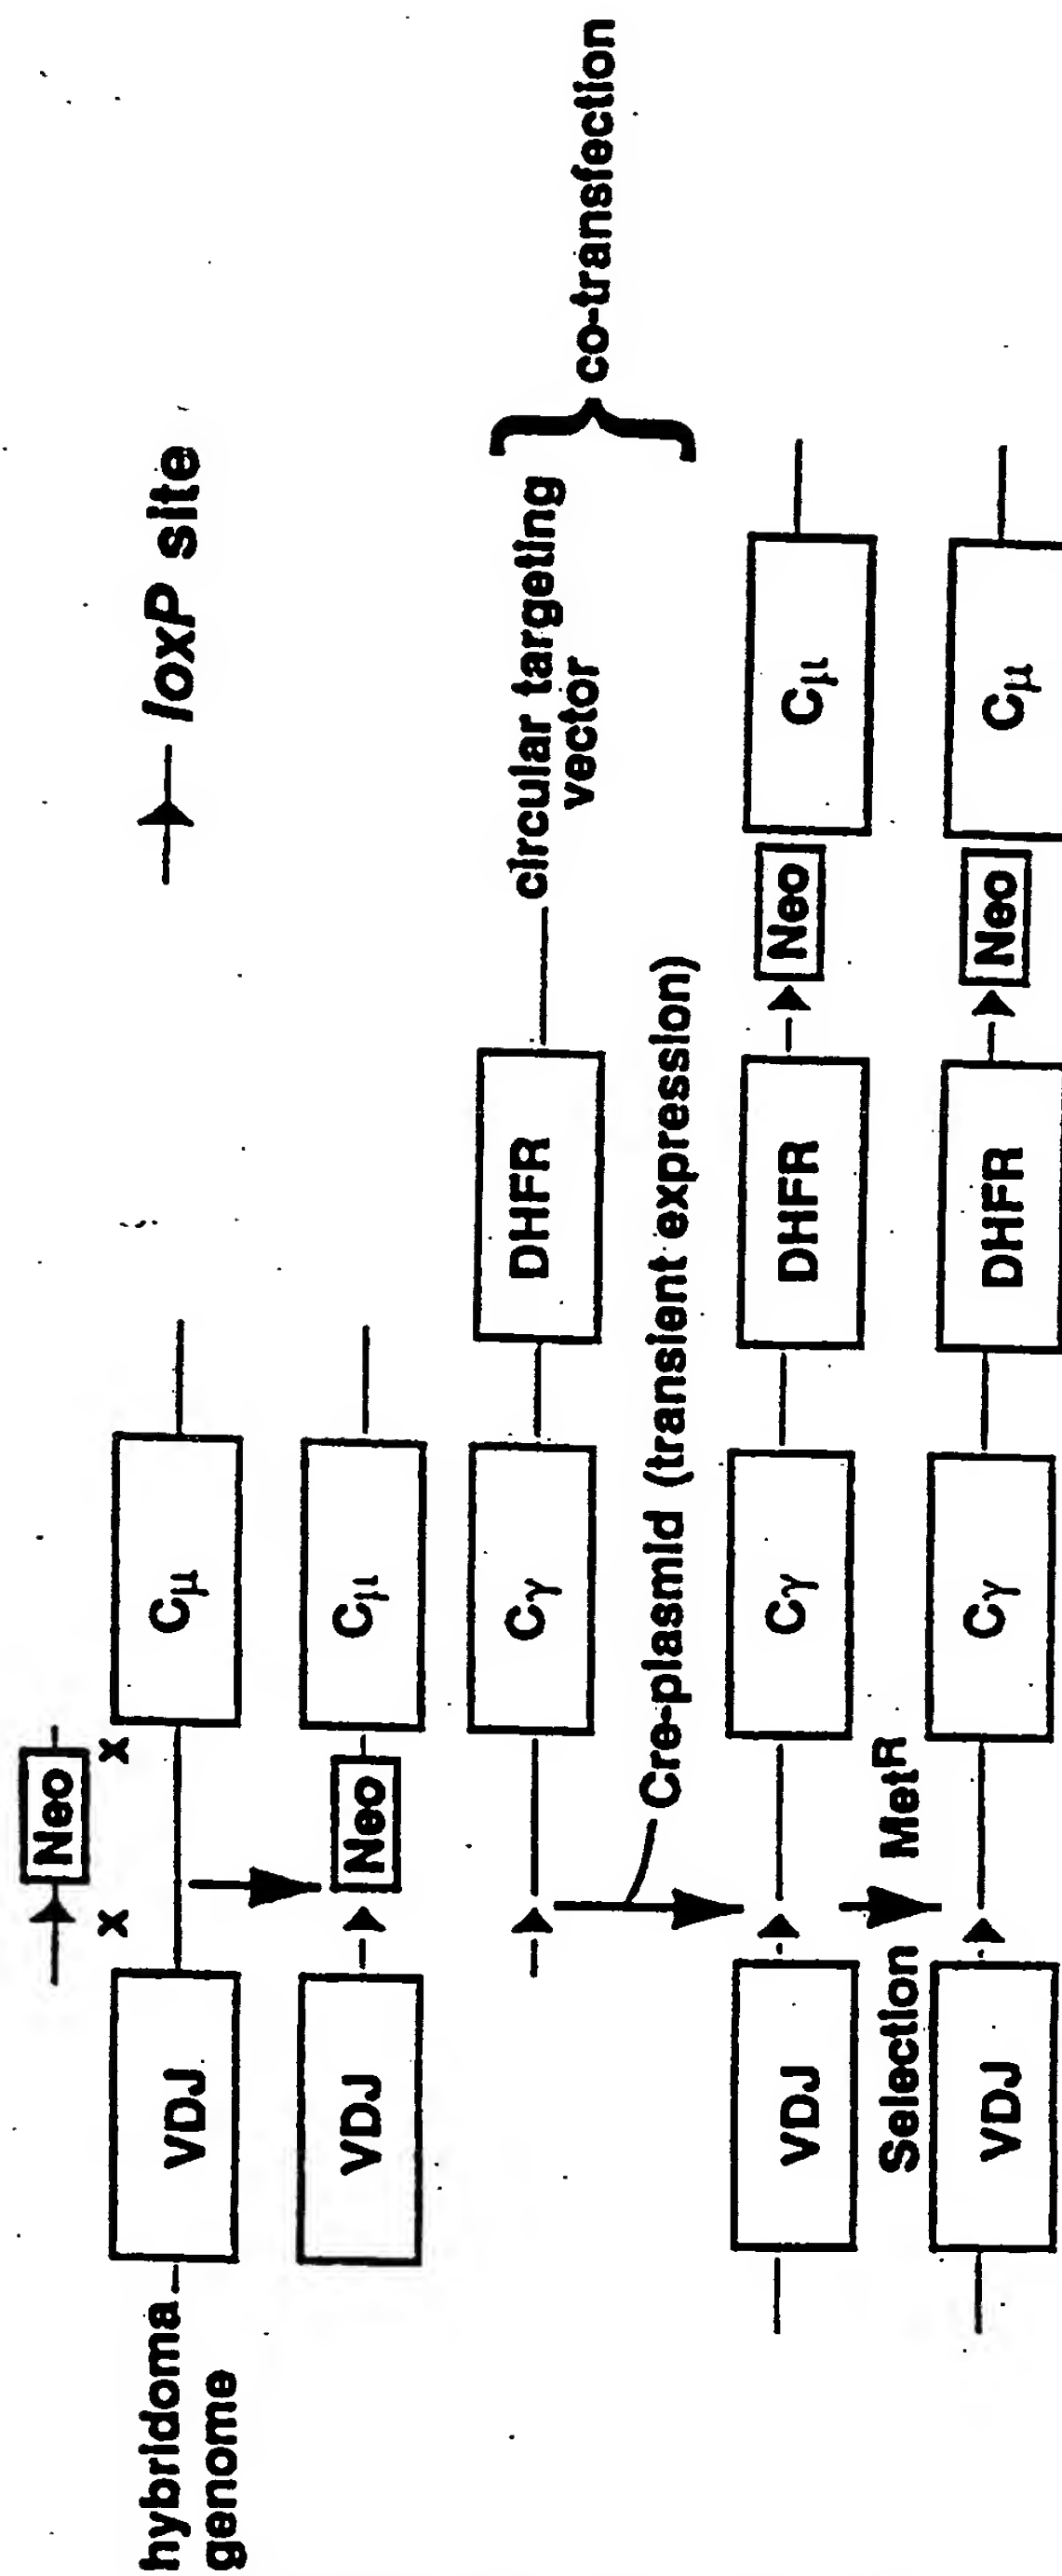 Neo
x x
hybridoma
genome
VDJ
Cμ
loxP site
VDJ
Neo
Cμ
Cγ
DHFR
circular targeting
vector
co-transfection
Cre-plasmid (transient expression)
VDJ
Cγ
DHFR
Neo
Cμ
Selection MetR
VDJ
Cγ
DHFR
Neo
Cμ